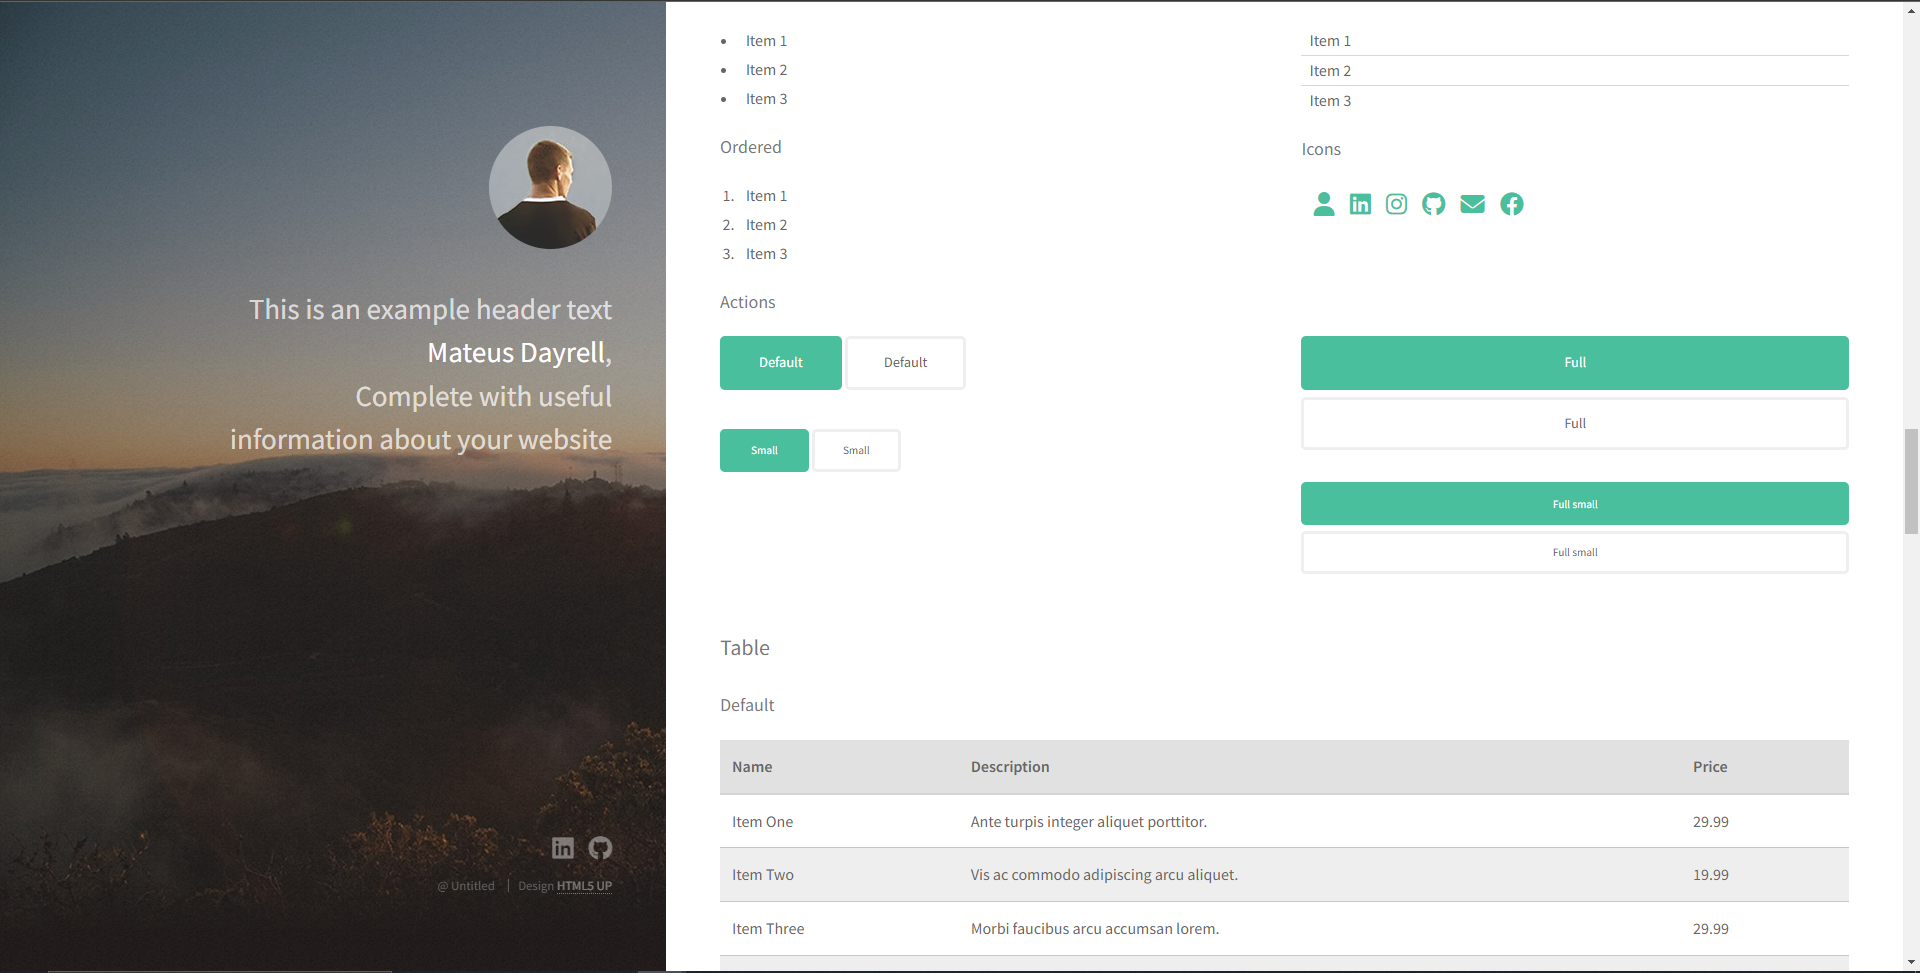 This is an example header text
Mateus Dayrell,
Complete with useful
information about your website
@ Untitled | Design HTML5 UP
• Item 1
• Item 2
• Item 3
Ordered
1. Item 1
2. Item 2
3. Item 3
Item 1
Item 2
Item 3
Icons
Actions
Default Default
Small Small
Full
Full
Full small
Full small
Table
Default
Name Description Price
Item One Ante turpis integer aliquet porttitor. 29.99
Item Two Vis ac commodo adipiscing arcu aliquet. 19.99
Item Three Morbi faucibus arcu accumsan lorem. 29.99